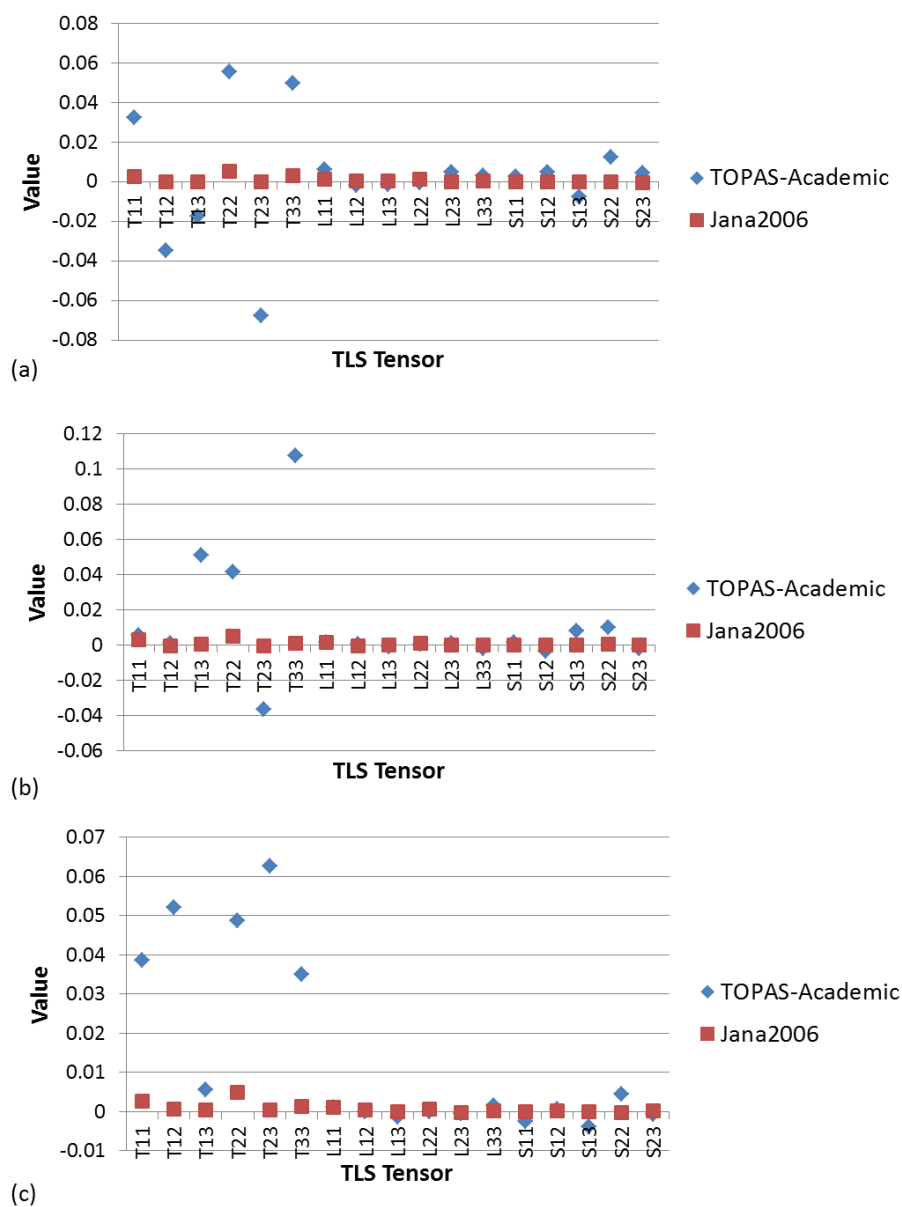 0.08
0.06
0.04
0.02
0
-0.02
-0.04
-0.06
-0.08
Value
T11 T12 T13 T22 T23 T33 L11 L12 L13 L22 L23 L33 S11 S12 S13 S22 S23
TLS Tensor
TOPAS-Academic
Jana2006
(a)
0.12
0.1
0.08
0.06
0.04
0.02
0
-0.02
-0.04
-0.06
Value
T11 T12 T13 T22 T23 T33 L11 L12 L13 L22 L23 L33 S11 S12 S13 S22 S23
TLS Tensor
TOPAS-Academic
Jana2006
(b)
0.07
0.06
0.05
0.04
0.03
0.02
0.01
0
-0.01
Value
T11 T12 T13 T22 T23 T33 L11 L12 L13 L22 L23 L33 S11 S12 S13 S22 S23
TLS Tensor
TOPAS-Academic
Jana2006
(c)